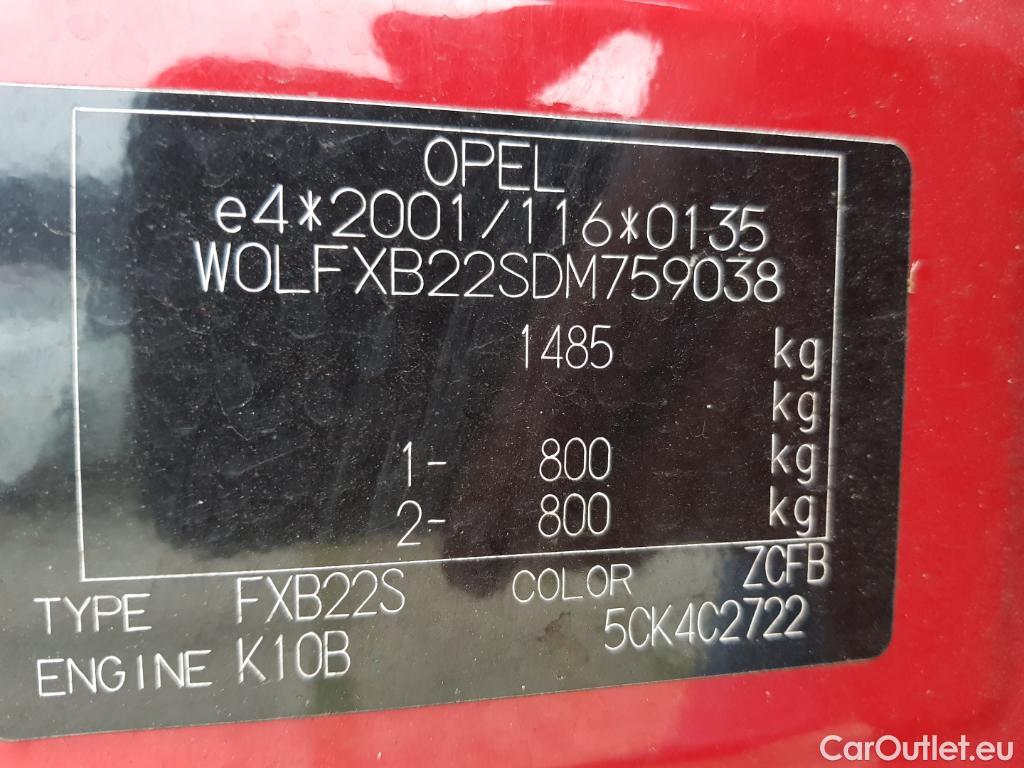 OPEL
e4*2001/116*0135
W0LFXB22SDM759038
1485 kg
kg
1- 800 kg
2- 800 kg
TYPE FXB22S COLOR ZCFB
ENGINE K10B 5CK4C2722
CarOutlet.eu